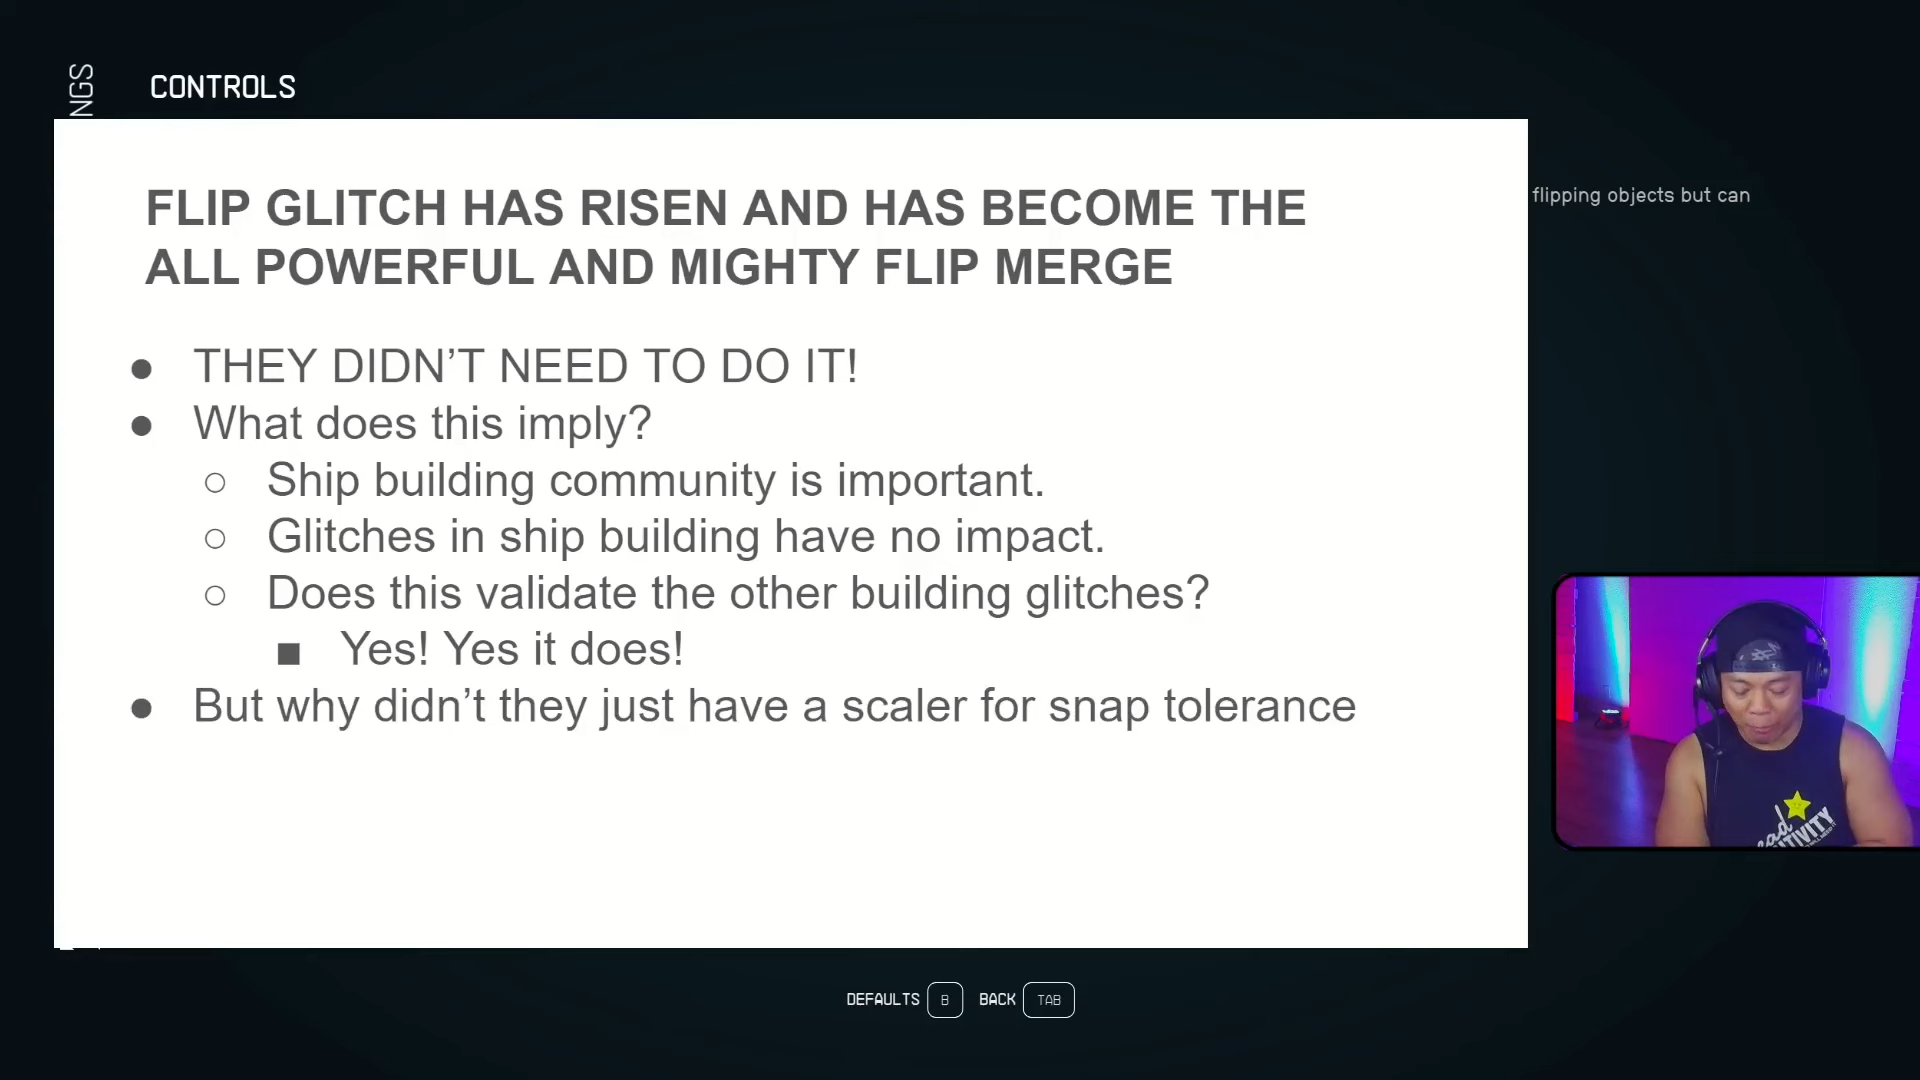 NGS
CONTROLS
flipping objects but can
FLIP GLITCH HAS RISEN AND HAS BECOME THE
ALL POWERFUL AND MIGHTY FLIP MERGE
● THEY DIDN’T NEED TO DO IT!
● What does this imply?
○ Ship building community is important.
○ Glitches in ship building have no impact.
○ Does this validate the other building glitches?
■ Yes! Yes it does!
● But why didn’t they just have a scaler for snap tolerance
DEFAULTS B BACK TAB